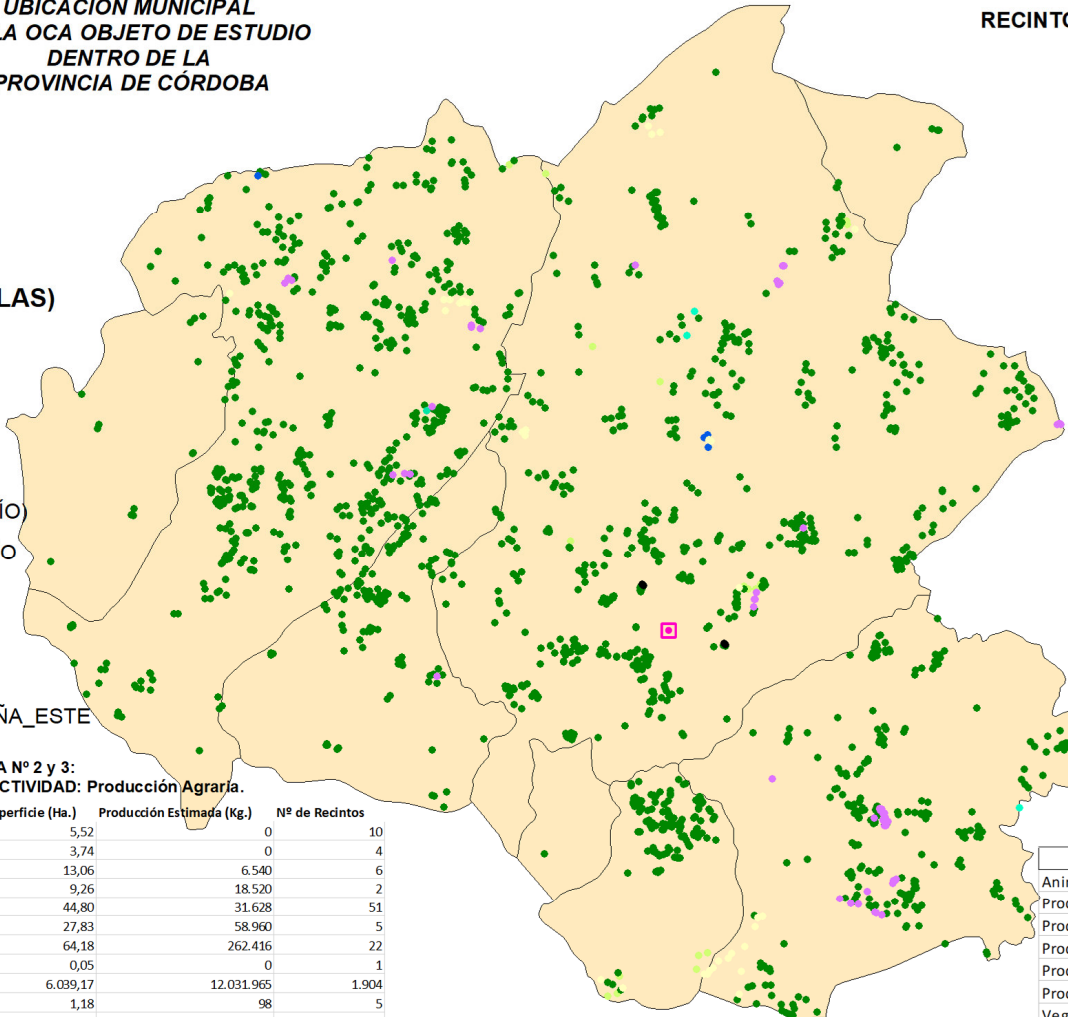 UBICACIÓN MUNICIPAL
LA OCA OBJETO DE ESTUDIO
DENTRO DE LA
PROVINCIA DE CÓRDOBA
RECINTO
LAS)
ÍO)
O
ÑA_ESTE
A Nº 2 y 3:
CTIVIDAD: Producción Agraria.
perficie (Ha.) Producción Estimada (Kg.) Nº de Recintos
5,52 0 10
3,74 0 4
13,06 6.540 6
9,26 18.520 2
44,80 31.628 51
27,83 58.960 5
64,18 262.416 22
0,05 0 1
6.039,17 12.031.965 1.904
1,18 98 5
Anir
Prod
Prod
Prod
Prod
Prod
Veg